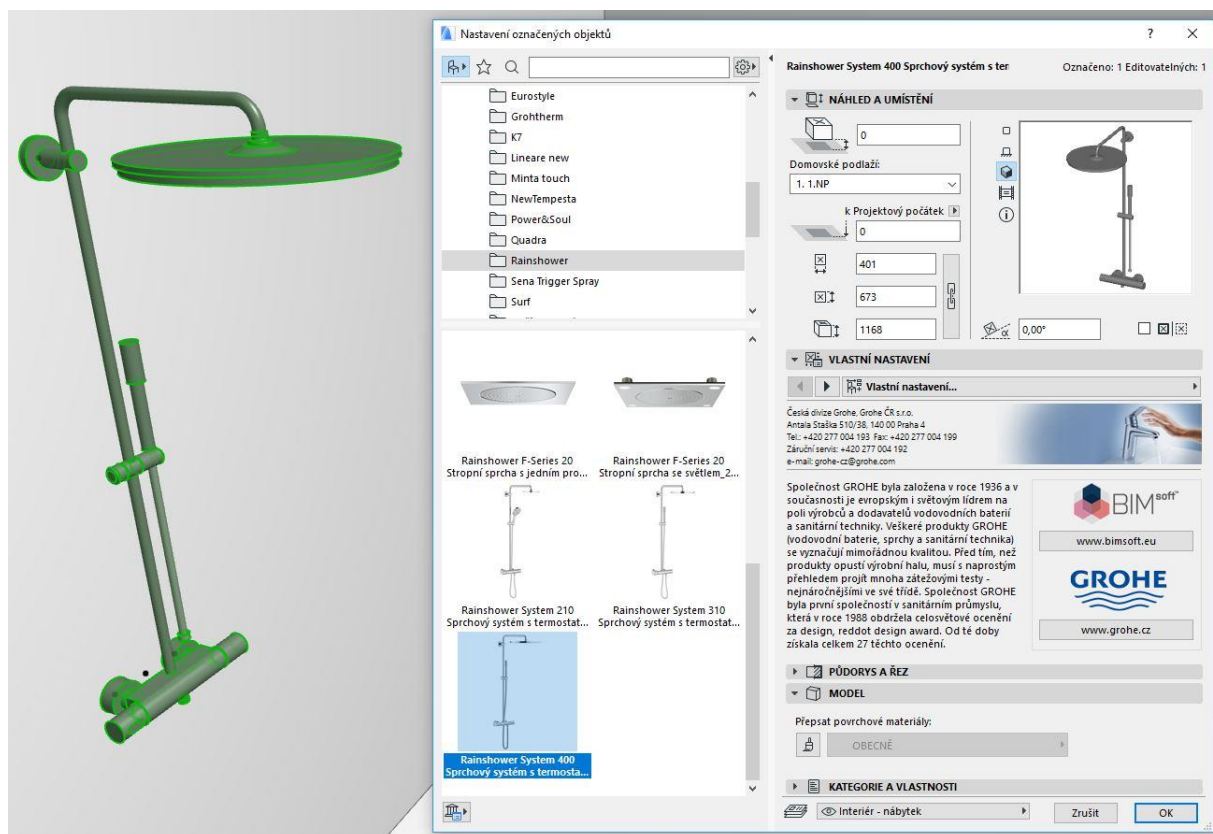 Nastavení označených objektů
?
Eurostyle
Grohtherm
K7
Lineare new
Minta touch
NewTempesta
Power&Soul
Quadra
Rainshower
Sena Trigger Spray
Surf
Rainshower F-Series 20
Stropní sprcha s jedním pro...
Rainshower F-Series 20
Stropní sprcha se světlem_2...
Rainshower System 210
Sprchový systém s termostat...
Rainshower System 310
Sprchový systém s termostat...
Rainshower System 400
Sprchový systém s termosta...
Rainshower System 400 Sprchový systém s ter
Označeno: 1 Editovatelných: 1
NÁHLED A UMÍSTĚNÍ
0
Domovské podlaží:
1. 1.NP
k Projektový počátek
0
401
673
1168
α 0,00°
VLASTNÍ NASTAVENÍ
Vlastní nastavení...
Česká divize Grohe, Grohe ČR s.r.o.
Antala Staška 510/38, 140 00 Praha 4
Tel.: +420 277 004 193 Fax: +420 277 004 199
Záruční servis: +420 277 004 192
e-mail: grohe-cz@grohe.com
Společnost GROHE byla založena v roce 1936 a v
současnosti je evropským i světovým lídrem na
poli výrobců a dodavatelů vodovodních baterií
a sanitární techniky. Veškeré produkty GROHE
(vodovodní baterie, sprchy a sanitární technika)
se vyznačují mimořádnou kvalitou. Před tím, než
produkty opustí výrobní halu, musí s naprostým
přehledem projít mnoha zátěžovými testy -
nejnáročnějšími ve své třídě. Společnost GROHE
byla první společností v sanitárním průmyslu,
která v roce 1988 obdržela celosvětové ocenění
za design, reddot design award. Od té doby
získala celkem 27 těchto ocenění.
BIMsoft™
www.bimsoft.eu
GROHE
www.grohe.cz
PŮDORYS A ŘEZ
MODEL
Přepsat povrchové materiály:
OBECNĚ
KATEGORIE A VLASTNOSTI
Interiér - nábytek
Zrušit
OK